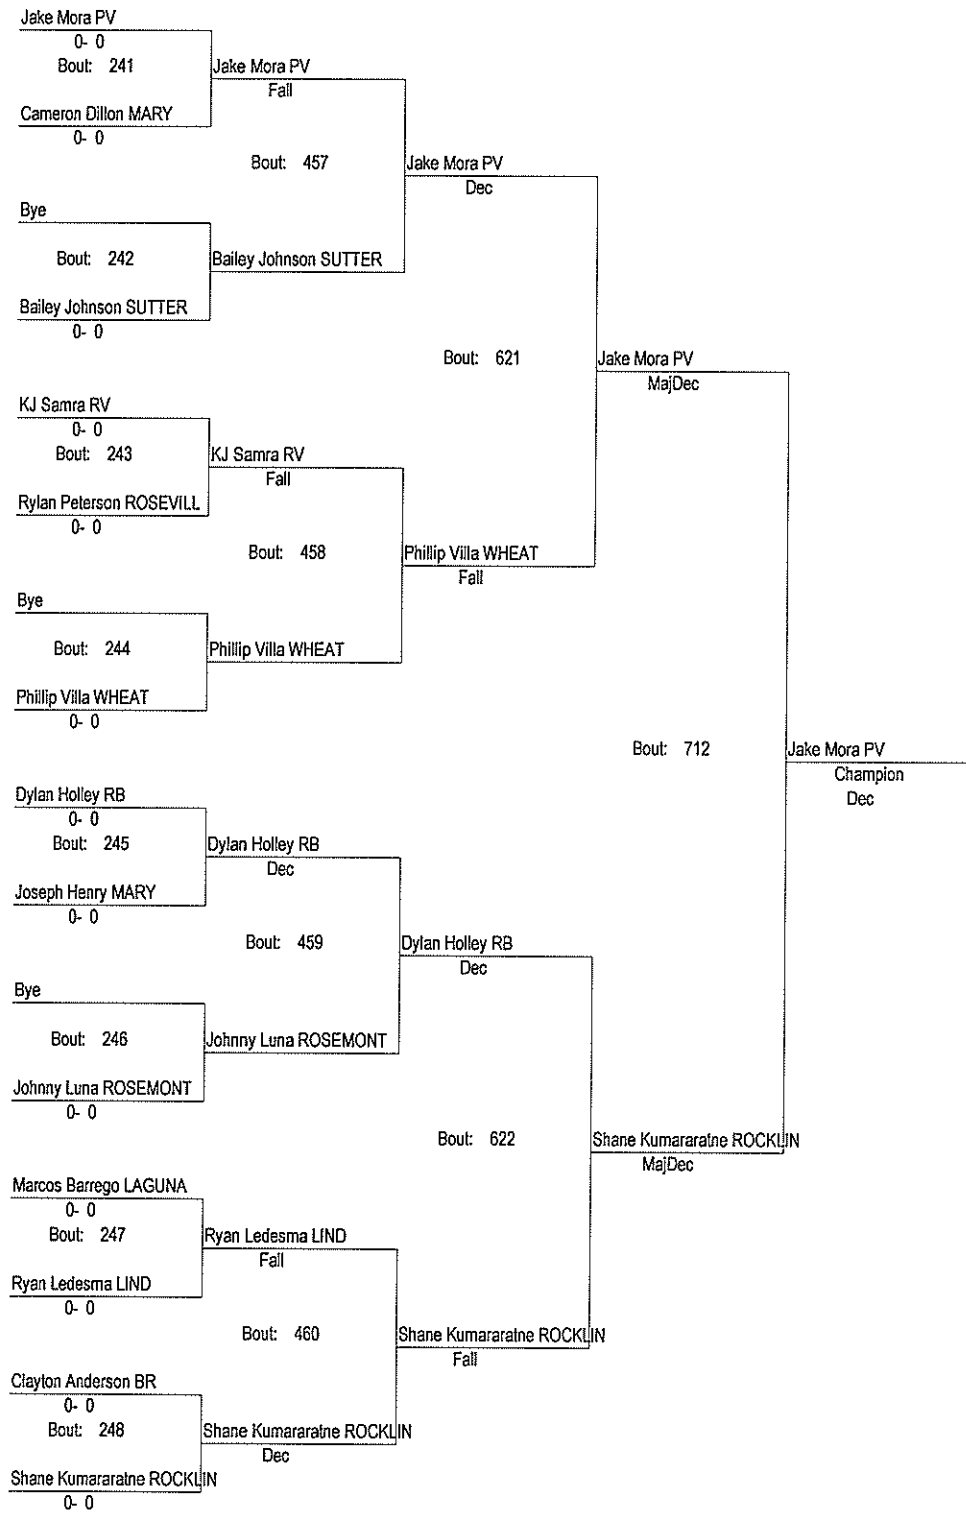 Jake Mora PV
0- 0
Bout: 241
Jake Mora PV
Fall
Cameron Dillon MARY
0- 0
Bout: 457
Jake Mora PV
Dec
Bye
Bout: 242
Bailey Johnson SUTTER
Bailey Johnson SUTTER
0- 0
Bout: 621
Jake Mora PV
MajDec
KJ Samra RV
0- 0
Bout: 243
KJ Samra RV
Fall
Rylan Peterson ROSEVILL
0- 0
Bout: 458
Phillip Villa WHEAT
Fall
Bye
Bout: 244
Phillip Villa WHEAT
Phillip Villa WHEAT
0- 0
Bout: 712
Jake Mora PV
Champion
Dec
Dylan Holley RB
0- 0
Bout: 245
Dylan Holley RB
Dec
Joseph Henry MARY
0- 0
Bout: 459
Dylan Holley RB
Dec
Bye
Bout: 246
Johnny Luna ROSEMONT
Johnny Luna ROSEMONT
0- 0
Bout: 622
Shane Kumararatne ROCKLIN
MajDec
Marcos Barrego LAGUNA
0- 0
Bout: 247
Ryan Ledesma LIND
Fall
Ryan Ledesma LIND
0- 0
Bout: 460
Shane Kumararatne ROCKLIN
Fall
Clayton Anderson BR
0- 0
Bout: 248
Shane Kumararatne ROCKLIN
Dec
Shane Kumararatne ROCKLIN
0- 0